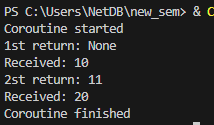 PS C:\Users\NetDB\new_sem> & C
Coroutine started
1st return: None
Received: 10
2st return: 11
Received: 20
Coroutine finished